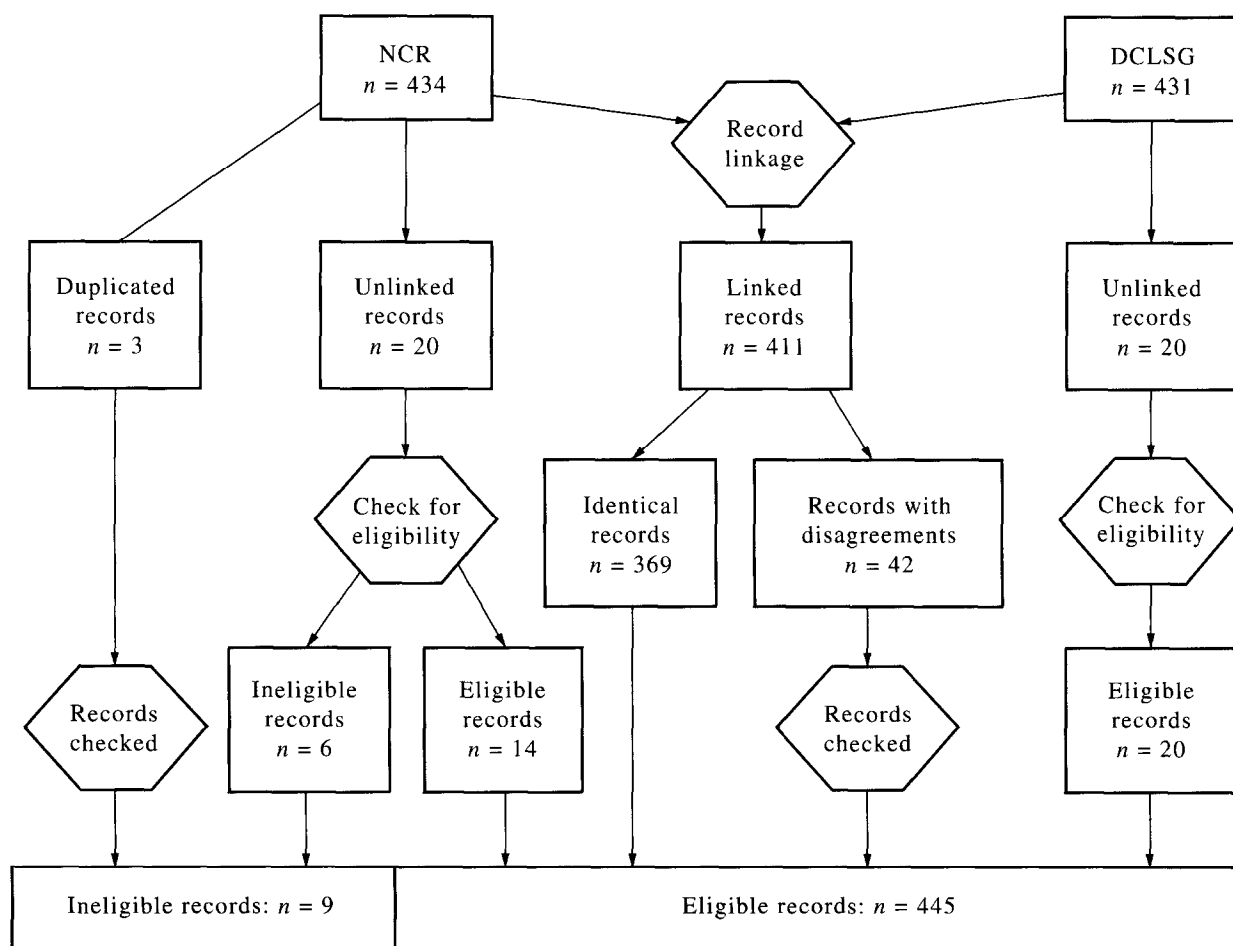 NCR
n = 434
DCLSG
n = 431
Record
linkage
Duplicated
records
n = 3
Unlinked
records
n = 20
Linked
records
n = 411
Unlinked
records
n = 20
Check for
eligibility
Identical
records
n = 369
Records with
disagreements
n = 42
Check for
eligibility
Records
checked
Ineligible
records
n = 6
Eligible
records
n = 14
Records
checked
Eligible
records
n = 20
Ineligible records: n = 9
Eligible records: n = 445